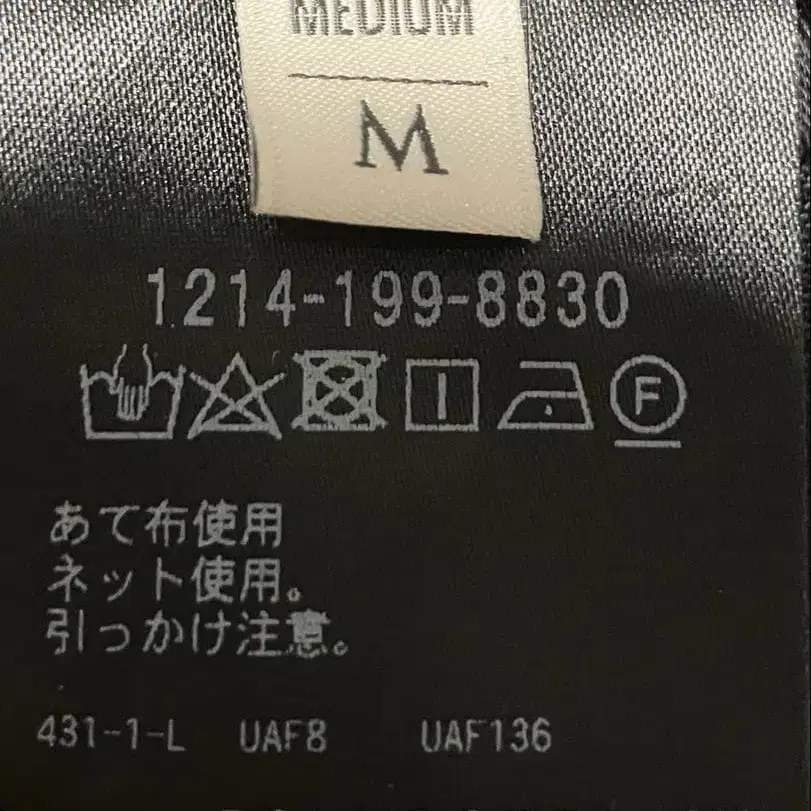 MEDIUM
M
1214-199-8830
F
あて布使用
ネット使用。
引っかけ注意。
431-1-L UAF8 UAF136